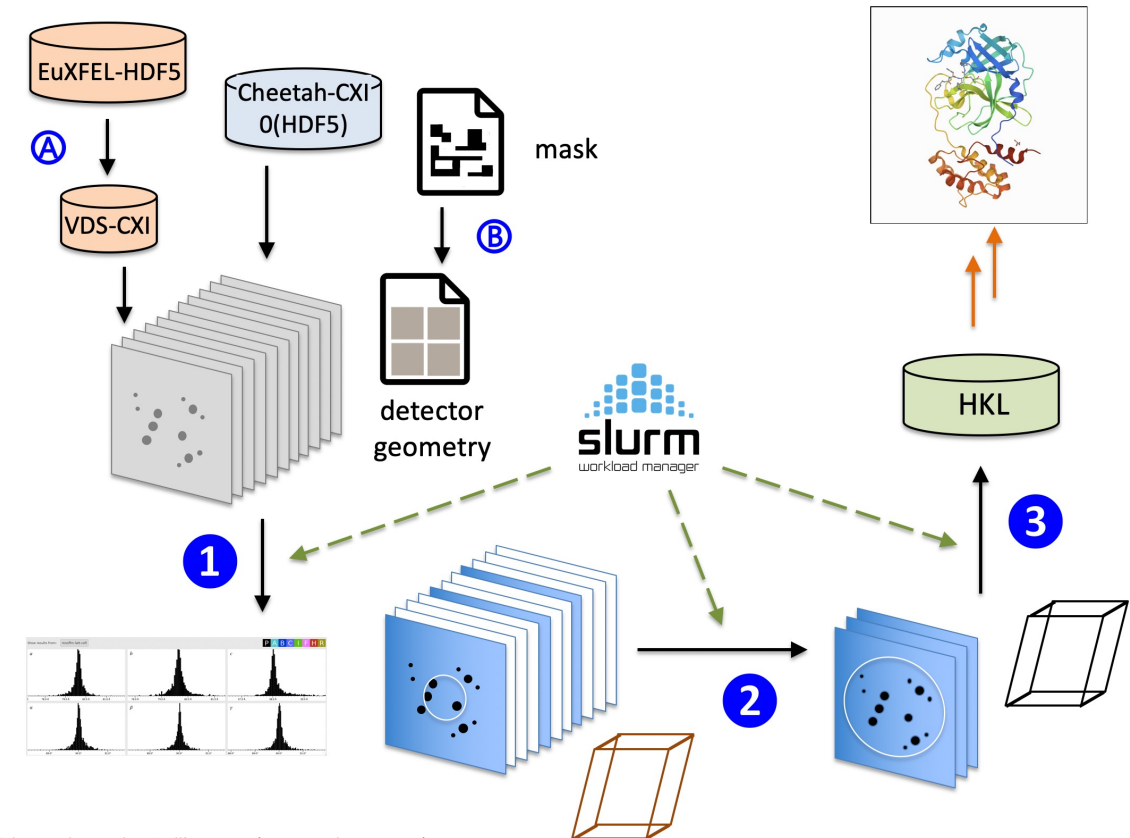 EuXFEL-HDF5
Cheetah-CXI
0(HDF5)
A
mask
VDS-CXI
B
detector
geometry
slurm
workload manager
HKL
1
3
P A B C I F H R
a
b
c
2